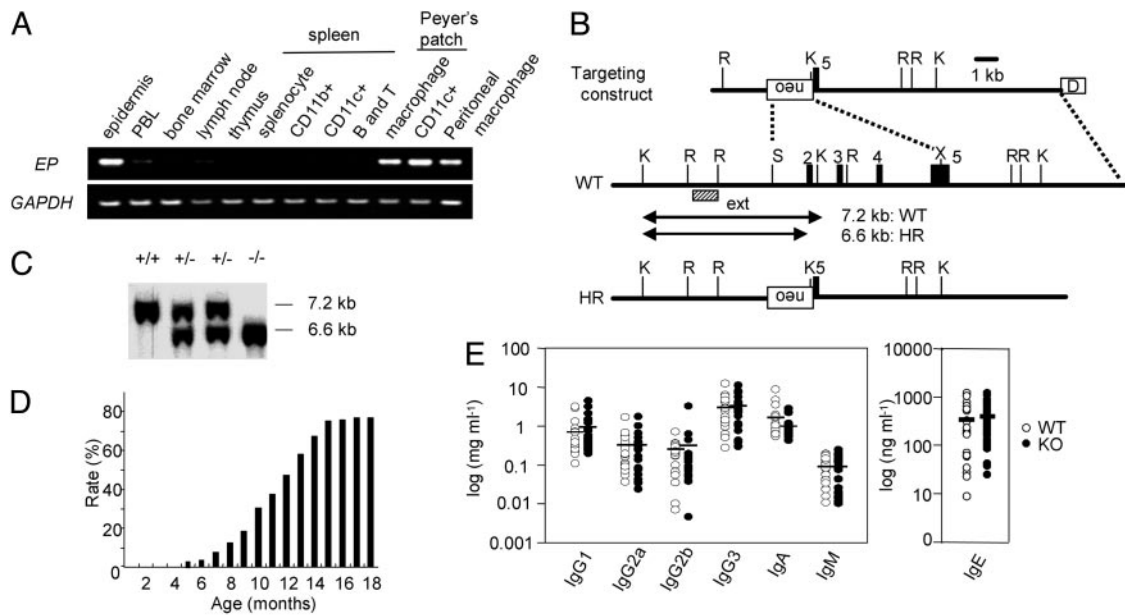 A
spleen
Peyer's
patch
epidermis
PBL
bone marrow
lymph node
thymus
splenocyte
CD11b+
CD11c+
B and T
macrophage
CD11c+
Peritoneal
macrophage
EP
GAPDH
B
R K 5 RR K
Targeting
construct
neo
1 kb
D
K R R S 2 K 3 R 4 X 5 RR K
WT
ext
7.2 kb: WT
6.6 kb: HR
K R R K5 RR K
HR
neo
C
+/+ +/- +/- -/-
7.2 kb
6.6 kb
D
Rate (%)
80
60
40
20
0
2 4 6 8 10 12 14 16 18
Age (months)
E
log (mg ml-1)
100
10
1
0.1
0.01
0.001
IgG1 IgG2a IgG2b IgG3 IgA IgM
log (ng ml-1)
10000
1000
100
10
0
IgE
WT
KO